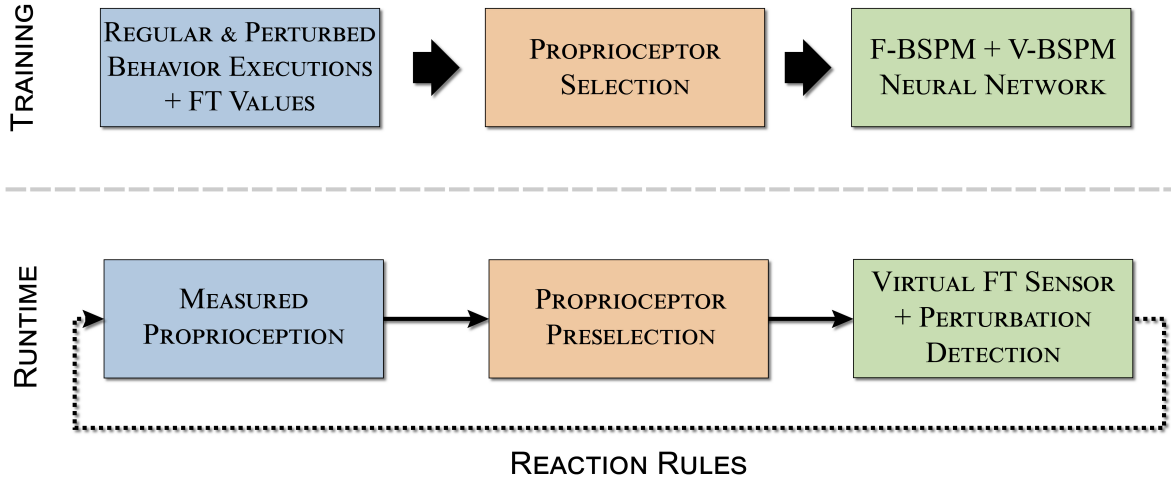 TRAINING
REGULAR & PERTURBED
BEHAVIOR EXECUTIONS
+ FT VALUES
PROPRIOCEPTOR
SELECTION
F-BSPM + V-BSPM
NEURAL NETWORK
RUNTIME
MEASURED
PROPRIOCEPTION
PROPRIOCEPTOR
PRESELECTION
VIRTUAL FT SENSOR
+ PERTURBATION
DETECTION
REACTION RULES